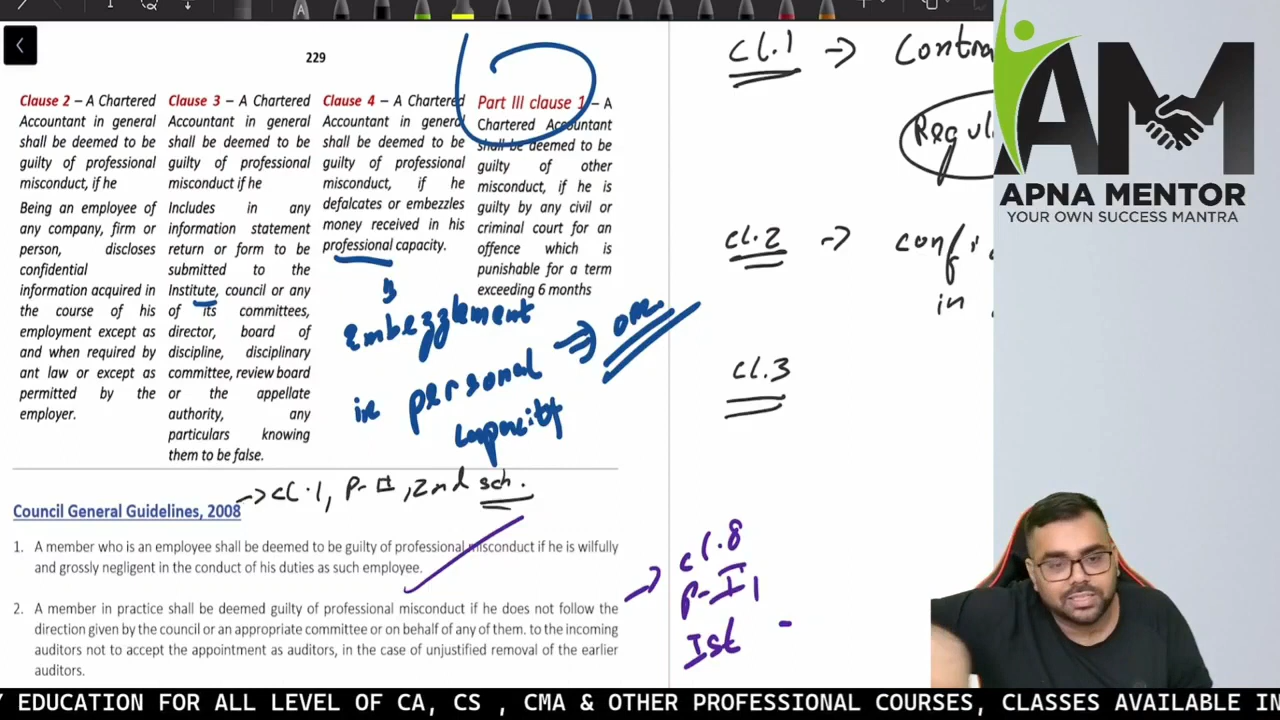 229
Clause 2 – A Chartered
Accountant in general
shall be deemed to be
guilty of professional
misconduct, if he
Being an employee of
any company, firm or
person, discloses
confidential
information acquired in
the course of his
employment except as
and when required by
ant law or except as
permitted by the
employer.
Clause 3 – A Chartered
Accountant in general
shall be deemed to be
guilty of professional
misconduct if he
Includes in any
information statement
return or form to be
submitted to the
Institute, council or any
of its committees,
director, board of
discipline, disciplinary
committee, review board
or the appellate
authority, any
particulars knowing
them to be false.
Clause 4 – A Chartered
Accountant in general
shall be deemed to be
guilty of professional
misconduct, if he
defalcates or embezzles
money received in his
professional capacity.
Part III clause 1 – A
Chartered Accountant
shall be deemed to be
guilty of other
misconduct, if he is
guilty by any civil or
criminal court for an
offence which is
punishable for a term
exceeding 6 months
Embezzlement
in personal
capacity
→ cl.1, P-II, 2nd sch.
Council General Guidelines, 2008
1. A member who is an employee shall be deemed to be guilty of professional misconduct if he is wilfully
and grossly negligent in the conduct of his duties as such employee.
2. A member in practice shall be deemed guilty of professional misconduct if he does not follow the
direction given by the council or an appropriate committee or on behalf of any of them. to the incoming
auditors not to accept the appointment as auditors, in the case of unjustified removal of the earlier
auditors.
cl.1 → Contra
Regul
cl.2 → confi
in
cl.3
→ cl.8
P-I
Ist -
AM
APNA MENTOR
YOUR OWN SUCCESS MANTRA
Y EDUCATION FOR ALL LEVEL OF CA, CS , CMA & OTHER PROFESSIONAL COURSES, CLASSES AVAILABLE IN